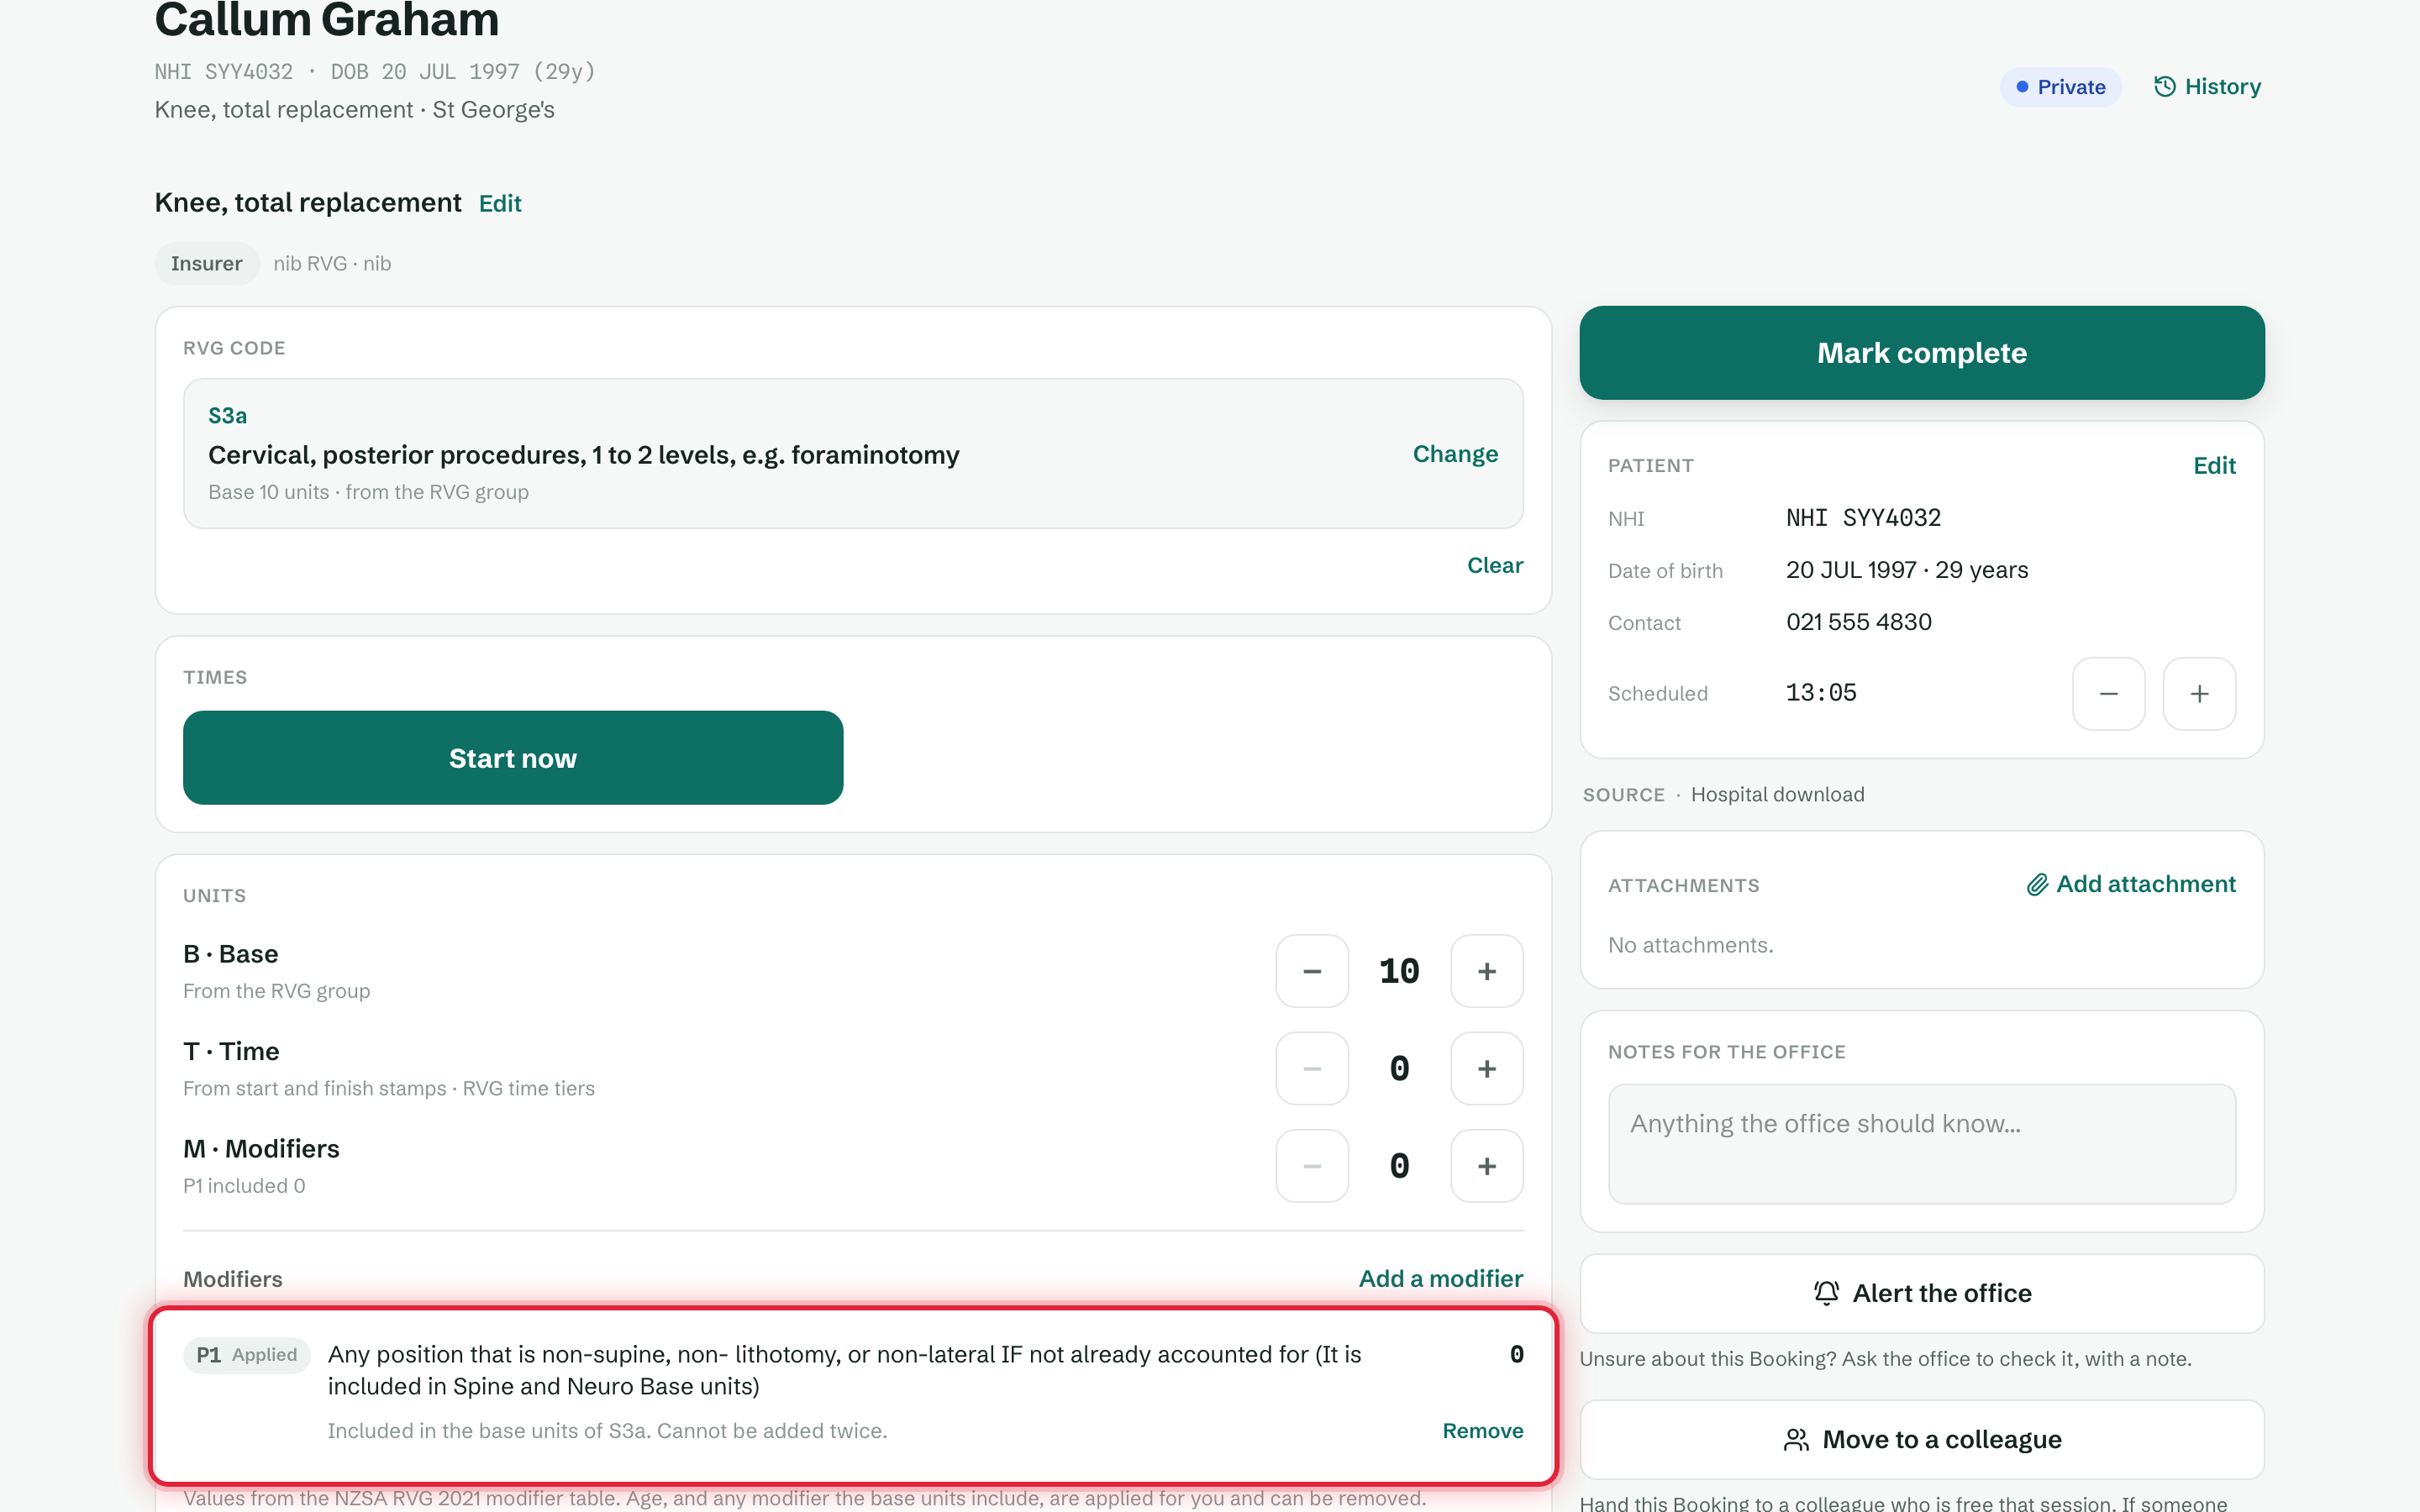 Callum Graham
NHI SYY4032 · DOB 20 JUL 1997 (29y)
Knee, total replacement · St George's
Private
History
Knee, total replacement Edit
Insurer nib RVG · nib
RVG CODE
S3a
Cervical, posterior procedures, 1 to 2 levels, e.g. foraminotomy
Change
Base 10 units · from the RVG group
Clear
TIMES
Start now
UNITS
B · Base
From the RVG group
− 10 +
T · Time
From start and finish stamps · RVG time tiers
− 0 +
M · Modifiers
P1 included 0
− 0 +
Modifiers
Add a modifier
P1 Applied
Any position that is non-supine, non- lithotomy, or non-lateral IF not already accounted for (It is
included in Spine and Neuro Base units)
0
Included in the base units of S3a. Cannot be added twice.
Remove
Values from the NZSA RVG 2021 modifier table. Age, and any modifier the base units include, are applied for you and can be removed.
Mark complete
PATIENT
Edit
NHI NHI SYY4032
Date of birth 20 JUL 1997 · 29 years
Contact 021 555 4830
Scheduled 13:05 − +
SOURCE · Hospital download
ATTACHMENTS
Add attachment
No attachments.
NOTES FOR THE OFFICE
Anything the office should know...
Alert the office
Unsure about this Booking? Ask the office to check it, with a note.
Move to a colleague
Hand this Booking to a colleague who is free that session. If someone